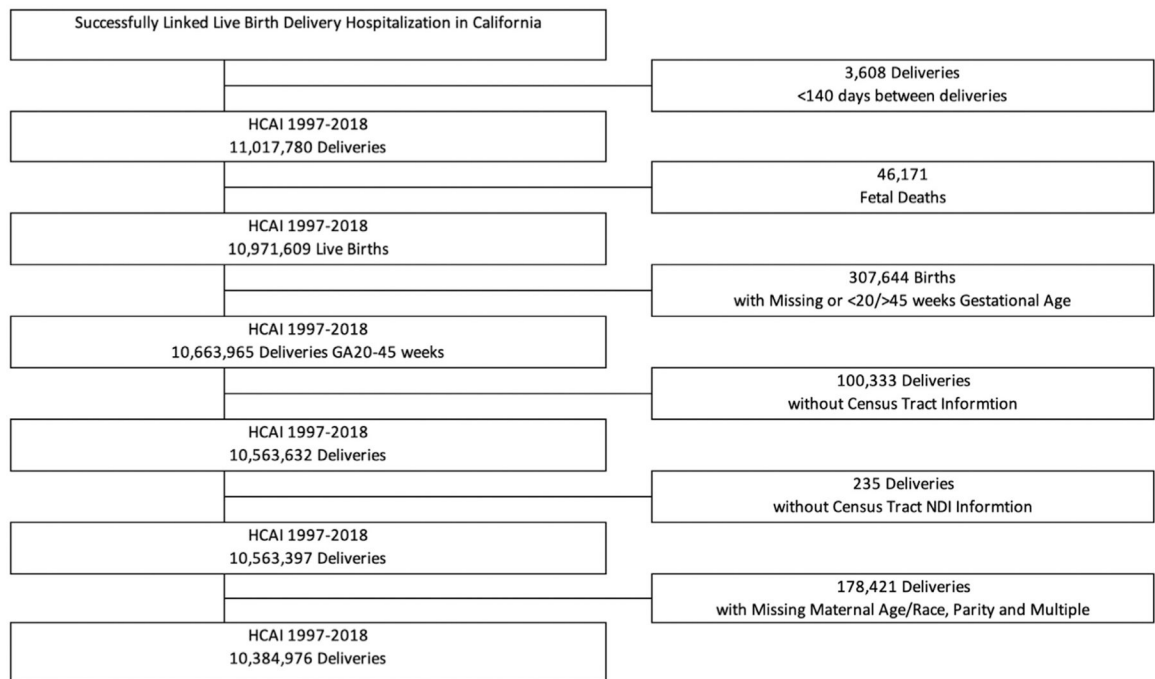 Successfully Linked Live Birth Delivery Hospitalization in California
3,608 Deliveries
<140 days between deliveries
HCAI 1997-2018
11,017,780 Deliveries
46,171
Fetal Deaths
HCAI 1997-2018
10,971,609 Live Births
307,644 Births
with Missing or <20/>45 weeks Gestational Age
HCAI 1997-2018
10,663,965 Deliveries GA20-45 weeks
100,333 Deliveries
without Census Tract Informtion
HCAI 1997-2018
10,563,632 Deliveries
235 Deliveries
without Census Tract NDI Informtion
HCAI 1997-2018
10,563,397 Deliveries
178,421 Deliveries
with Missing Maternal Age/Race, Parity and Multiple
HCAI 1997-2018
10,384,976 Deliveries